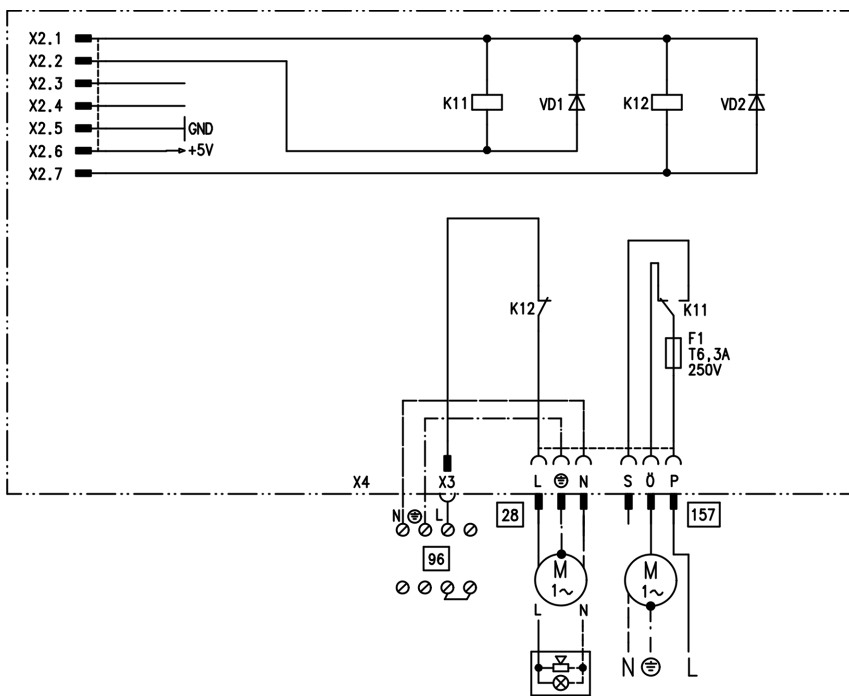 X2.1
X2.2
X2.3
X2.4
X2.5 GND
X2.6 +5V
X2.7
K11 VD1 K12 VD2
K12 K11
F1
T6,3A
250V
X4 X3 L N S Ö P
N L 28 157
96
M M
1~ 1~
L N
N L